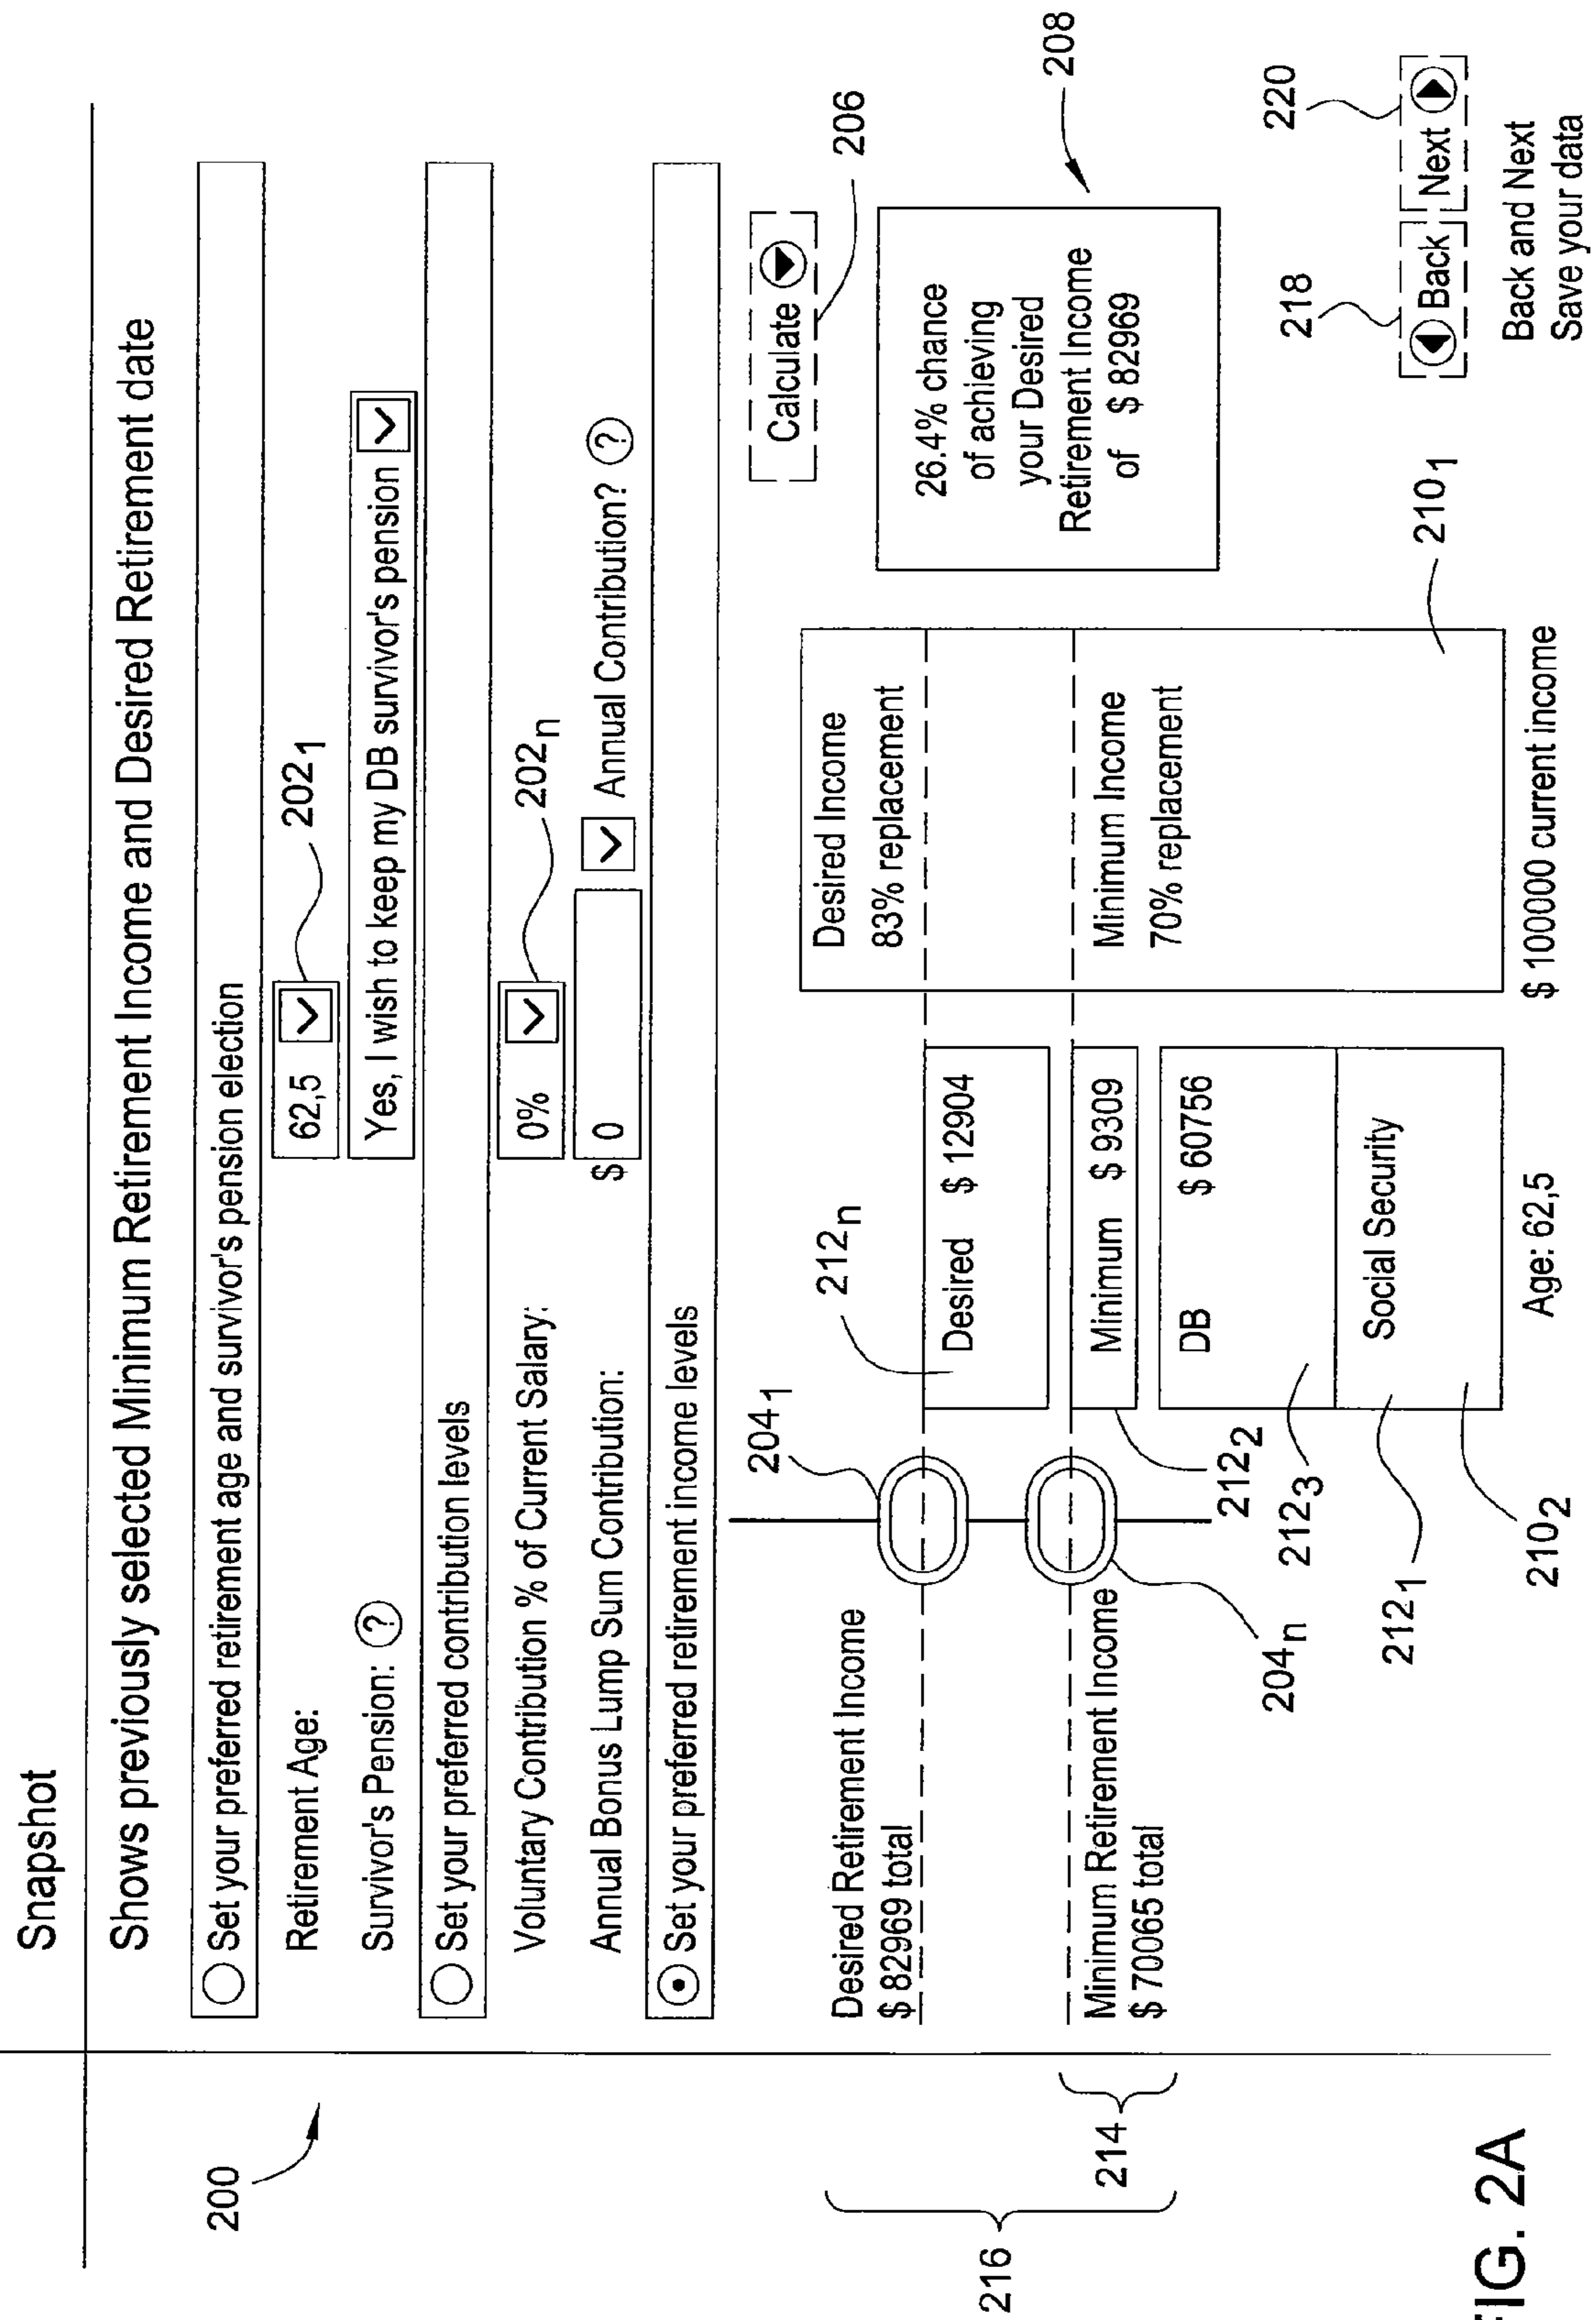 Snapshot
Shows previously selected Minimum Retirement Income and Desired Retirement date
200
Set your preferred retirement age and survivor's pension election
Retirement Age:
62,5
202₁
Survivor's Pension: ?
Yes, I wish to keep my DB survivor's pension
Set your preferred contribution levels
Voluntary Contribution % of Current Salary:
0%
202n
Annual Bonus Lump Sum Contribution:
$ 0
Annual Contribution? ?
Set your preferred retirement income levels
Calculate
206
204₁
212n
Desired Retirement Income
$ 82969 total
Desired $ 12904
Desired Income
83% replacement
26.4% chance
of achieving
your Desired
Retirement Income
of $ 82969
208
Minimum Retirement Income
$ 70065 total
Minimum $ 9309
Minimum Income
70% replacement
214
216
204n
212₂
DB $ 60756
212₃
Social Security
212₁
210₂
210₁
Age: 62,5
$ 100000 current income
218
220
Back
Next
Back and Next
Save your data
FIG. 2A